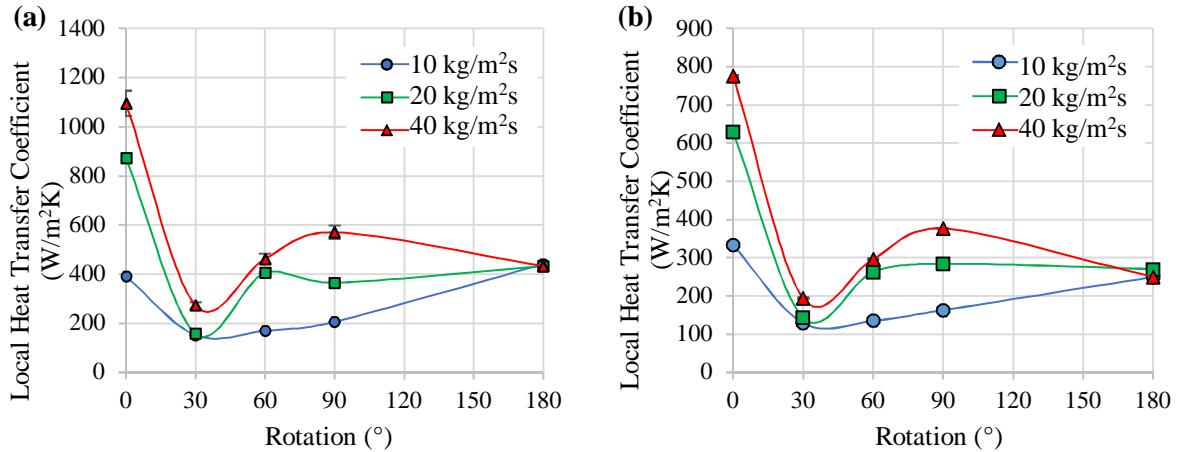 (a)
Local Heat Transfer Coefficient
(W/m²K)
1400
1200
1000
800
600
400
200
0
0 30 60 90 120 150 180
Rotation (°)
10 kg/m²s
20 kg/m²s
40 kg/m²s
(b)
Local Heat Transfer Coefficient
(W/m²K)
900
800
700
600
500
400
300
200
100
0
0 30 60 90 120 150 180
Rotation (°)
10 kg/m²s
20 kg/m²s
40 kg/m²s